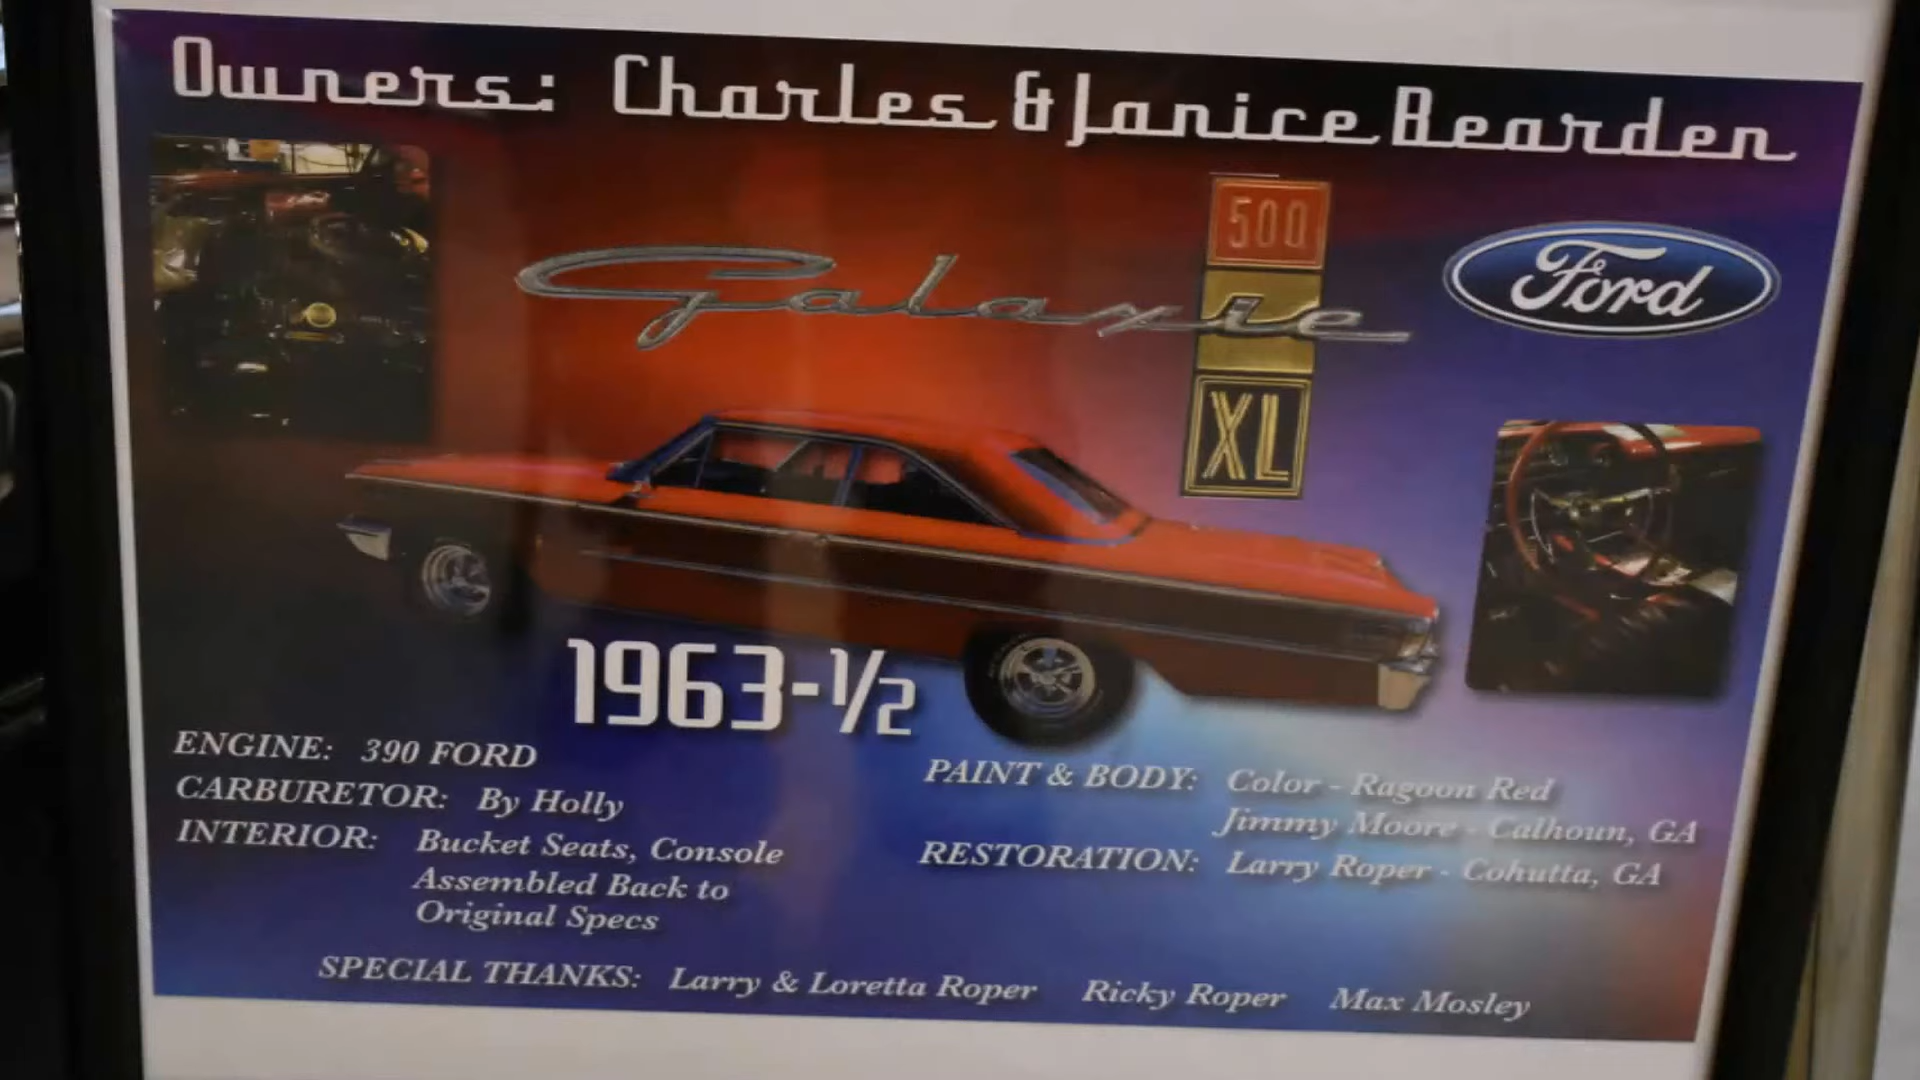 Owners: Charles & Janice Bearden
500
Galaxie
Ford
XL
1963-½
ENGINE: 390 FORD
CARBURETOR: By Holly
INTERIOR: Bucket Seats, Console
Assembled Back to
Original Specs
PAINT & BODY: Color - Ragoon Red
Jimmy Moore - Calhoun, GA
RESTORATION: Larry Roper - Cohutta, GA
SPECIAL THANKS: Larry & Loretta Roper Ricky Roper Max Mosley